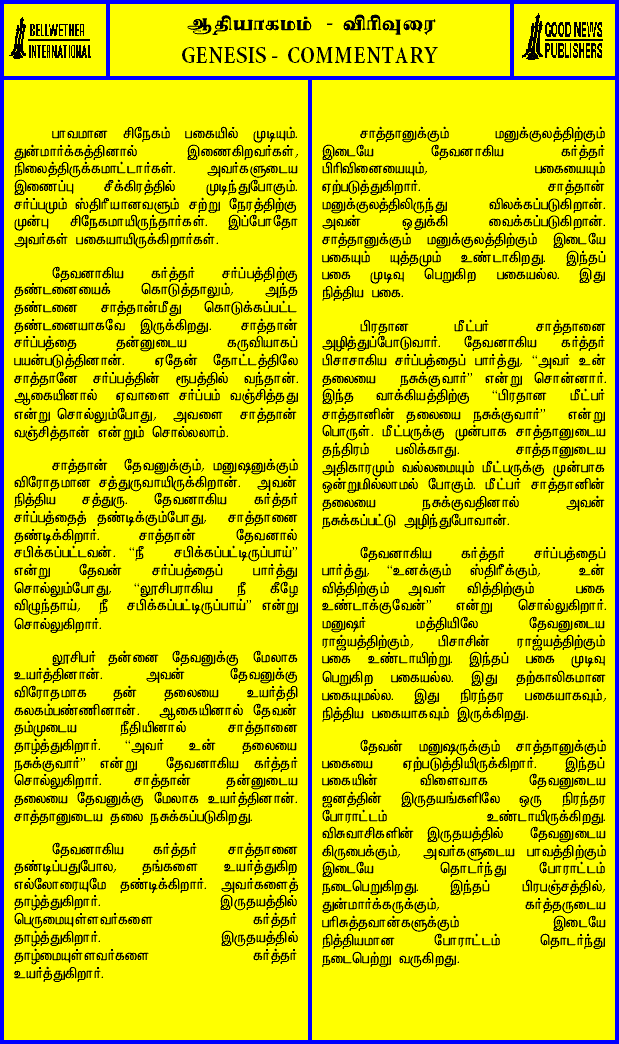 BELLWETHER
INTERNATIONAL
ஆதியாகமம் - விரிவுரை
GENESIS - COMMENTARY
GOOD NEWS
PUBLISHERS
பாவமான சிநேகம் பகையில் முடியும்.
துன்மார்க்கத்தினால் இணைகிறவர்கள்,
நிலைத்திருக்கமாட்டார்கள். அவர்களுடைய
இணைப்பு சீக்கிரத்தில் முடிந்துபோகும்.
சர்ப்பமும் ஸ்திரீயானவளும் சற்று நேரத்திற்கு
முன்பு சிநேகமாயிருந்தார்கள். இப்போதோ
அவர்கள் பகையாயிருக்கிறார்கள்.
தேவனாகிய கர்த்தர் சர்ப்பத்திற்கு
தண்டனையைக் கொடுத்தாலும், அந்த
தண்டனை சாத்தான்மீது கொடுக்கப்பட்ட
தண்டனையாகவே இருக்கிறது. சாத்தான்
சர்ப்பத்தை தன்னுடைய கருவியாகப்
பயன்படுத்தினான். ஏதேன் தோட்டத்திலே
சாத்தானே சர்ப்பத்தின் ரூபத்தில் வந்தான்.
ஆகையினால் ஏவாளை சர்ப்பம் வஞ்சித்தது
என்று சொல்லும்போது, அவளை சாத்தான்
வஞ்சித்தான் என்றும் சொல்லலாம்.
சாத்தான் தேவனுக்கும், மனுஷனுக்கும்
விரோதமான சத்துருவாயிருக்கிறான். அவன்
நித்திய சத்துரு. தேவனாகிய கர்த்தர்
சர்ப்பத்தைத் தண்டிக்கும்போது, சாத்தானை
தண்டிக்கிறார். சாத்தான் தேவனால்
சபிக்கப்பட்டவன். “நீ சபிக்கப்பட்டிருப்பாய்”
என்று தேவன் சர்ப்பத்தைப் பார்த்து
சொல்லும்போது, “லூசிபராகிய நீ கீழே
விழுந்தாய், நீ சபிக்கப்பட்டிருப்பாய்” என்று
சொல்லுகிறார்.
லூசிபர் தன்னை தேவனுக்கு மேலாக
உயர்த்தினான். அவன் தேவனுக்கு
விரோதமாக தன் தலையை உயர்த்தி
கலகம்பண்ணினான். ஆகையினால் தேவன்
தம்முடைய நீதியினால் சாத்தானை
தாழ்த்துகிறார். “அவர் உன் தலையை
நசுக்குவார்” என்று தேவனாகிய கர்த்தர்
சொல்லுகிறார். சாத்தான் தன்னுடைய
தலையை தேவனுக்கு மேலாக உயர்த்தினான்.
சாத்தானுடைய தலை நசுக்கப்படுகிறது.
தேவனாகிய கர்த்தர் சாத்தானை
தண்டிப்பதுபோல, தங்களை உயர்த்துகிற
எல்லோரையுமே தண்டிக்கிறார். அவர்களைத்
தாழ்த்துகிறார். இருதயத்தில்
பெருமையுள்ளவர்களை கர்த்தர்
தாழ்த்துகிறார். இருதயத்தில்
தாழ்மையுள்ளவர்களை கர்த்தர்
உயர்த்துகிறார்.
சாத்தானுக்கும் மனுக்குலத்திற்கும்
இடையே தேவனாகிய கர்த்தர்
பிரிவினையையும், பகையையும்
ஏற்படுத்துகிறார். சாத்தான்
மனுக்குலத்திலிருந்து விலக்கப்படுகிறான்.
அவன் ஒதுக்கி வைக்கப்படுகிறான்.
சாத்தானுக்கும் மனுக்குலத்திற்கும் இடையே
பகையும் யுத்தமும் உண்டாகிறது. இந்தப்
பகை முடிவு பெறுகிற பகையல்ல. இது
நித்திய பகை.
பிரதான மீட்பர் சாத்தானை
அழித்துப்போடுவார். தேவனாகிய கர்த்தர்
பிசாசாகிய சர்ப்பத்தைப் பார்த்து, “அவர் உன்
தலையை நசுக்குவார்” என்று சொன்னார்.
இந்த வாக்கியத்திற்கு “பிரதான மீட்பர்
சாத்தானின் தலையை நசுக்குவார்” என்று
பொருள். மீட்பருக்கு முன்பாக சாத்தானுடைய
தந்திரம் பலிக்காது. சாத்தானுடைய
அதிகாரமும் வல்லமையும் மீட்பருக்கு முன்பாக
ஒன்றுமில்லாமல் போகும். மீட்பர் சாத்தானின்
தலையை நசுக்குவதினால் அவன்
நசுக்கப்பட்டு அழிந்துபோவான்.
தேவனாகிய கர்த்தர் சர்ப்பத்தைப்
பார்த்து, “உனக்கும் ஸ்திரீக்கும், உன்
வித்திற்கும் அவள் வித்திற்கும் பகை
உண்டாக்குவேன்” என்று சொல்லுகிறார்.
மனுஷர் மத்தியிலே தேவனுடைய
ராஜ்யத்திற்கும், பிசாசின் ராஜ்யத்திற்கும்
பகை உண்டாயிற்று. இந்தப் பகை முடிவு
பெறுகிற பகையல்ல. இது தற்காலிகமான
பகையுமல்ல. இது நிரந்தர பகையாகவும்,
நித்திய பகையாகவும் இருக்கிறது.
தேவன் மனுஷருக்கும் சாத்தானுக்கும்
பகையை ஏற்படுத்தியிருக்கிறார். இந்தப்
பகையின் விளைவாக தேவனுடைய
ஜனத்தின் இருதயங்களிலே ஒரு நிரந்தர
போராட்டம் உண்டாயிருக்கிறது.
விசுவாசிகளின் இருதயத்தில் தேவனுடைய
கிருபைக்கும், அவர்களுடைய பாவத்திற்கும்
இடையே தொடர்ந்து போராட்டம்
நடைபெறுகிறது. இந்தப் பிரபஞ்சத்தில்,
துன்மார்க்கருக்கும், கர்த்தருடைய
பரிசுத்தவான்களுக்கும் இடையே
நித்தியமான போராட்டம் தொடர்ந்து
நடைபெற்று வருகிறது.